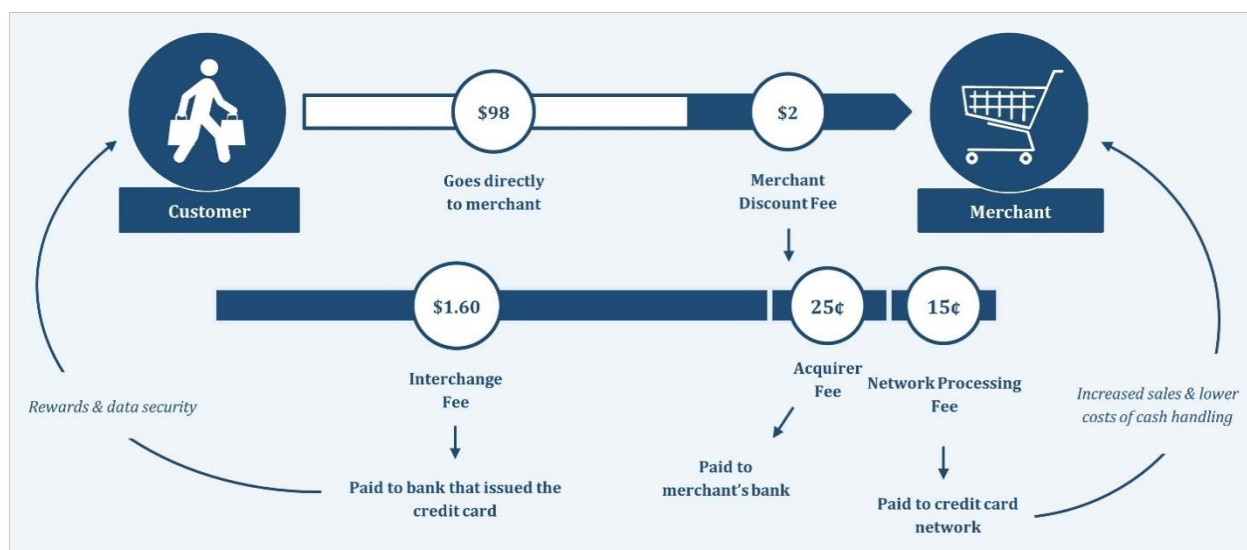 $98
$2
Goes directly
to merchant
Merchant
Discount Fee
Customer
Merchant
$1.60
25¢
15¢
Interchange
Fee
Acquirer
Fee
Network Processing
Fee
Rewards & data security
Increased sales & lower
costs of cash handling
Paid to bank that issued the
credit card
Paid to
merchant's bank
Paid to credit card
network